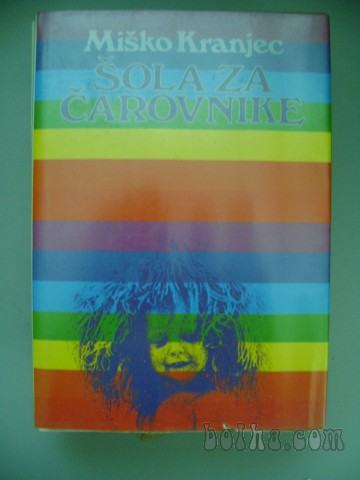 Miško Kranjec
ŠOLA ZA
ČAROVNIKE
bolha.com